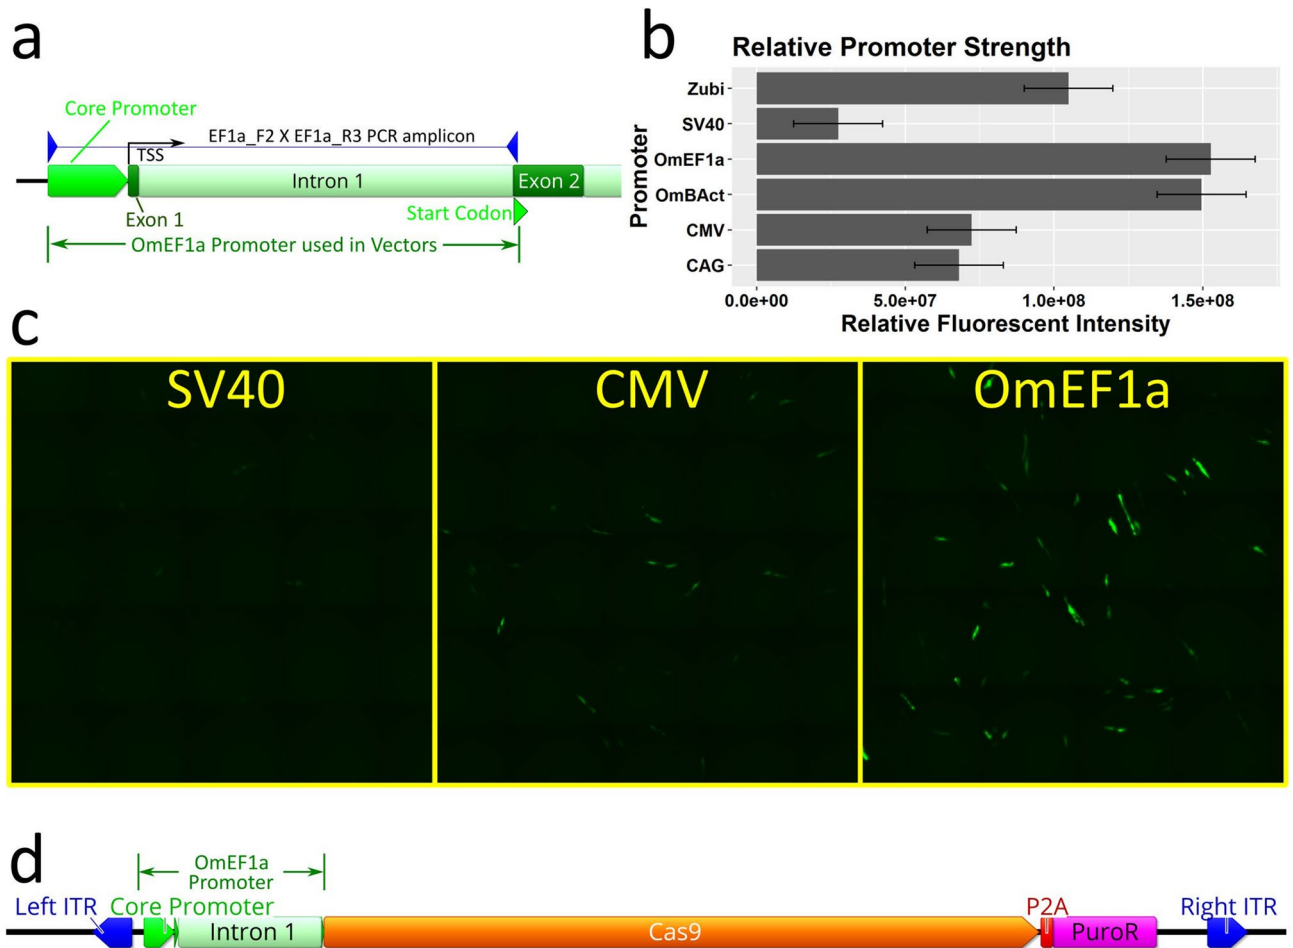 a
Core Promoter
EF1a_F2 X EF1a_R3 PCR amplicon
TSS
Intron 1
Exon 2
Exon 1
Start Codon
OmEF1a Promoter used in Vectors
b
Relative Promoter Strength
Promoter
Zubi
SV40
OmEF1a
OmBAct
CMV
CAG
0.0e+00 5.0e+07 1.0e+08 1.5e+08
Relative Fluorescent Intensity
c
SV40
CMV
OmEF1a
d
OmEF1a
Promoter
Left ITR
Core Promoter
Intron 1
Cas9
P2A
PuroR
Right ITR